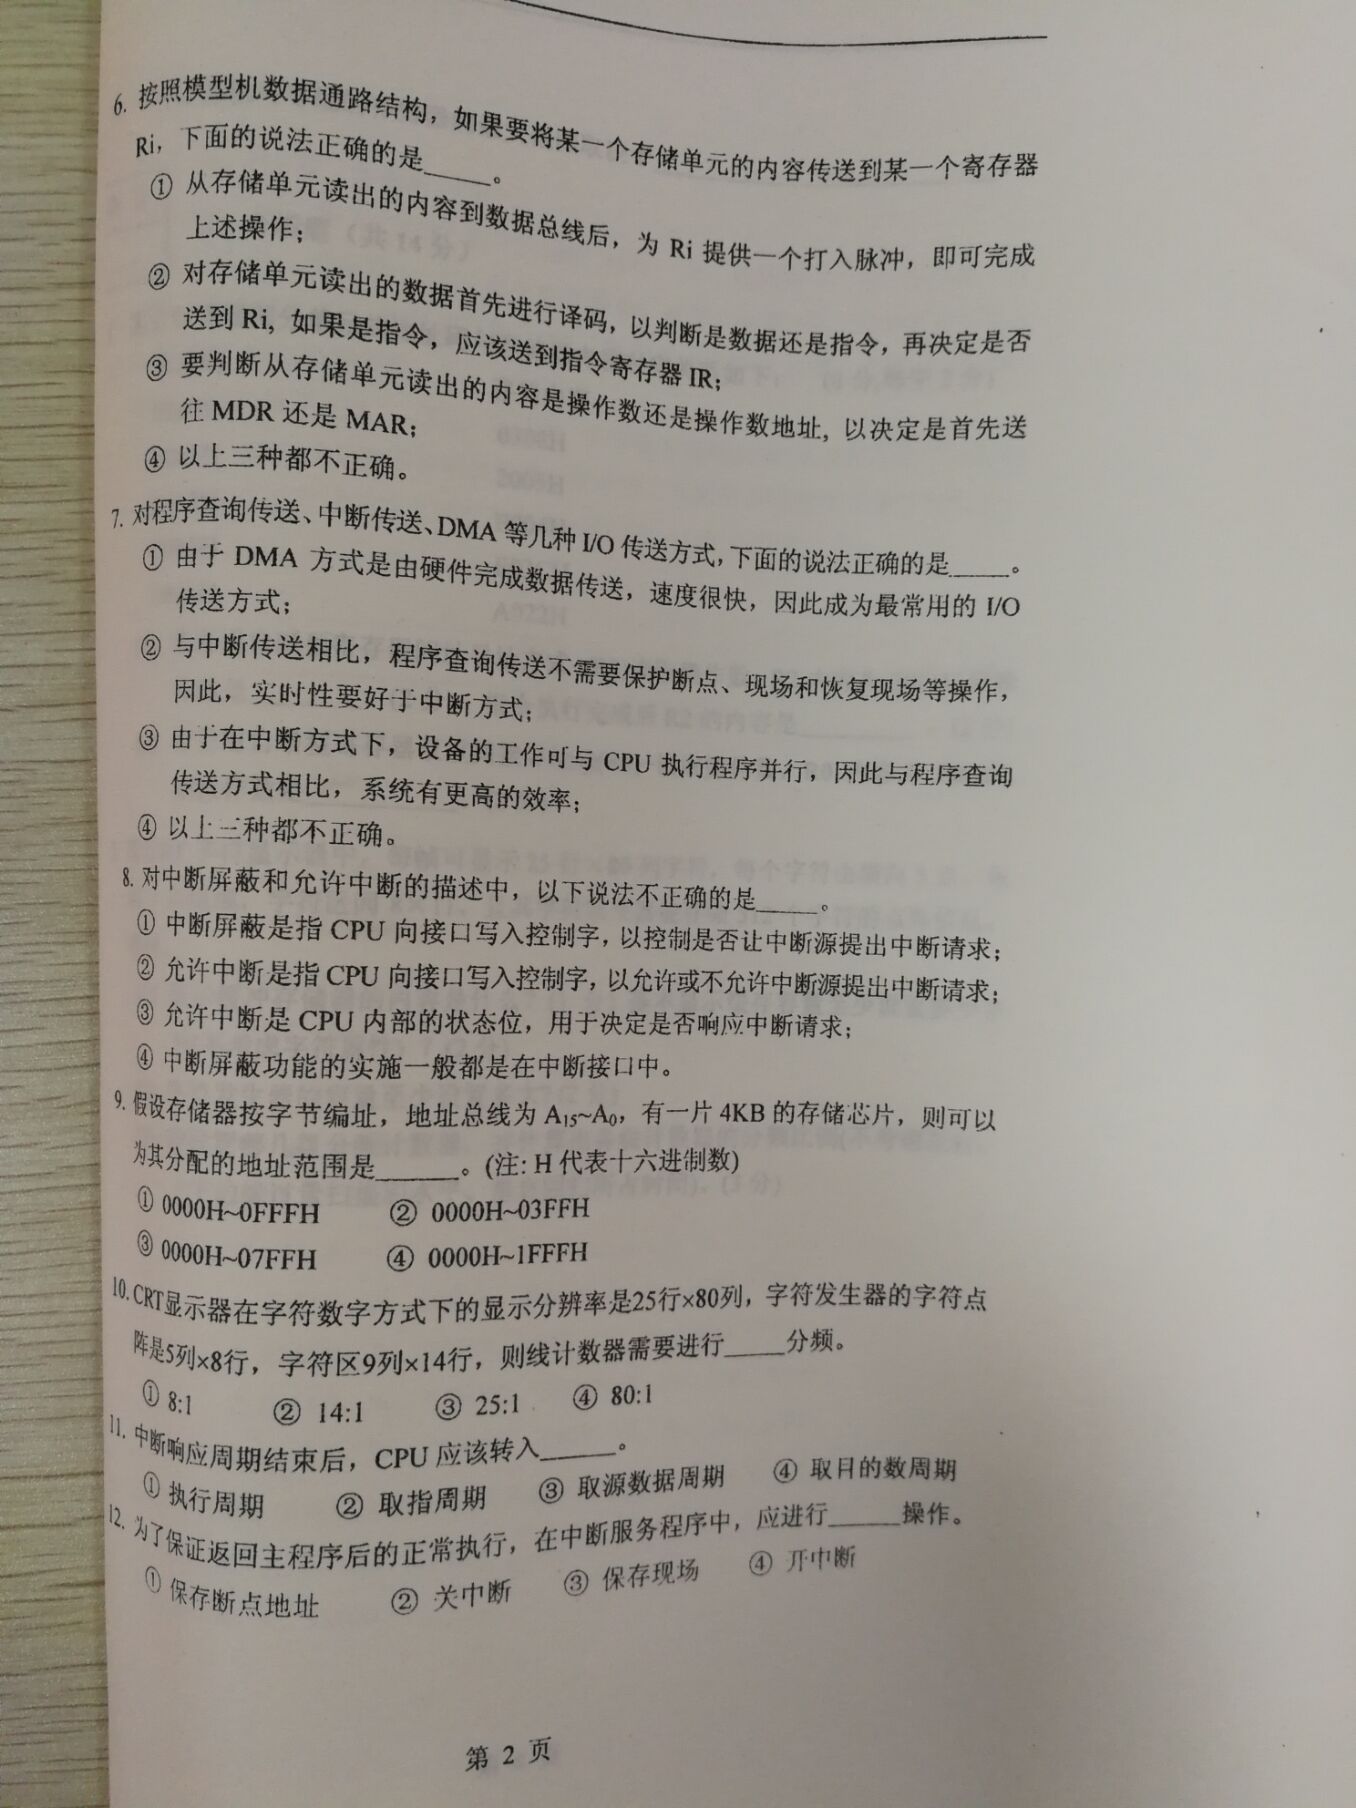 6. 按照模型机数据通路结构，如果要将某一个存储单元的内容传送到某一个寄存器
Ri，下面的说法正确的是_____。
① 从存储单元读出的内容到数据总线后，为 Ri 提供一个打入脉冲，即可完成
上述操作；
② 对存储单元读出的数据首先进行译码，以判断是数据还是指令，再决定是否
送到 Ri, 如果是指令，应该送到指令寄存器 IR；
③ 要判断从存储单元读出的内容是操作数还是操作数地址, 以决定是首先送
往 MDR 还是 MAR；
④ 以上三种都不正确。
7. 对程序查询传送、中断传送、DMA 等几种 I/O 传送方式, 下面的说法正确的是_____。
① 由于 DMA 方式是由硬件完成数据传送，速度很快，因此成为最常用的 I/O
传送方式；
② 与中断传送相比，程序查询传送不需要保护断点、现场和恢复现场等操作，
因此，实时性要好于中断方式；
③ 由于在中断方式下，设备的工作可与 CPU 执行程序并行，因此与程序查询
传送方式相比，系统有更高的效率；
④ 以上三种都不正确。
8. 对中断屏蔽和允许中断的描述中，以下说法不正确的是_____。
① 中断屏蔽是指 CPU 向接口写入控制字，以控制是否让中断源提出中断请求；
② 允许中断是指 CPU 向接口写入控制字，以允许或不允许中断源提出中断请求；
③ 允许中断是 CPU 内部的状态位，用于决定是否响应中断请求；
④ 中断屏蔽功能的实施一般都是在中断接口中。
9. 假设存储器按字节编址，地址总线为 A15~A0，有一片 4KB 的存储芯片，则可以
为其分配的地址范围是_______。(注: H 代表十六进制数)
① 0000H~0FFFH ② 0000H~03FFH
③ 0000H~07FFH ④ 0000H~1FFFH
10. CRT显示器在字符数字方式下的显示分辨率是25行×80列，字符发生器的字符点
阵是5列×8行，字符区9列×14行，则线计数器需要进行_____分频。
① 8:1 ② 14:1 ③ 25:1 ④ 80:1
11. 中断响应周期结束后，CPU 应该转入______。
① 执行周期 ② 取指周期 ③ 取源数据周期 ④ 取目的数周期
12. 为了保证返回主程序后的正常执行，在中断服务程序中，应进行______操作。
① 保存断点地址 ② 关中断 ③ 保存现场 ④ 开中断
第 2 页